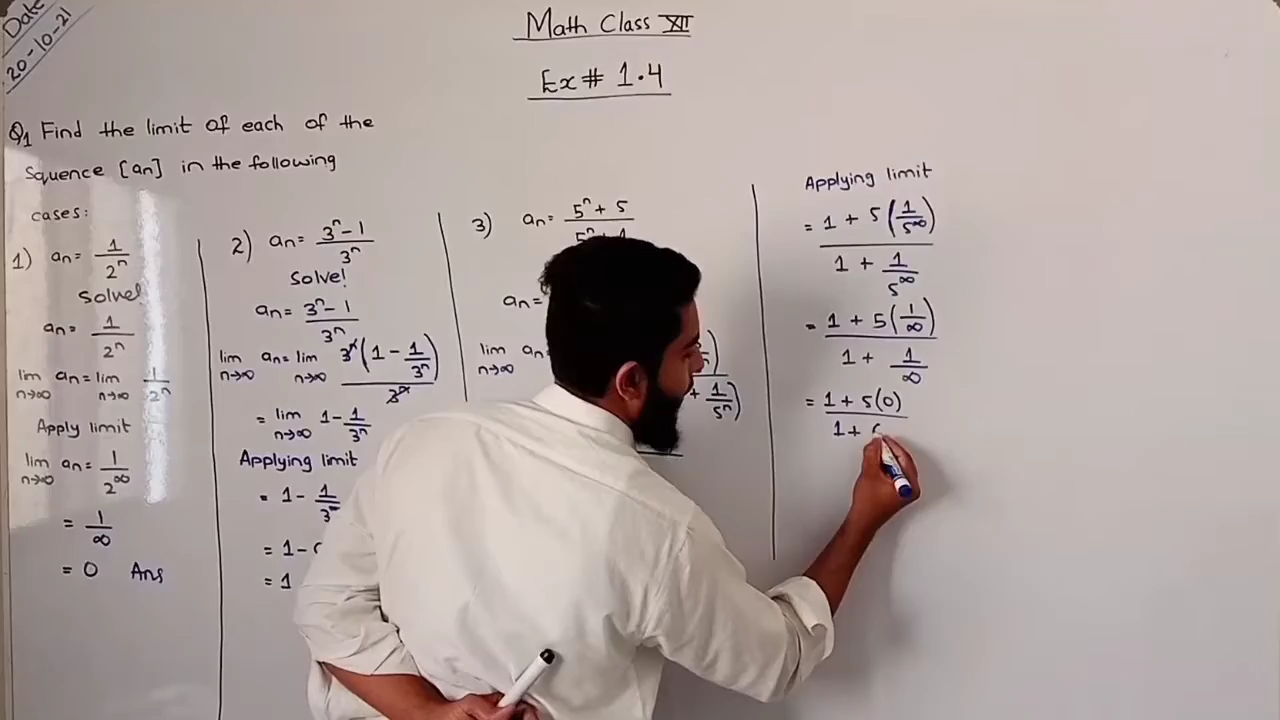 Date
20-10-21
Math Class XII
Ex# 1.4
Q1 Find the limit of each of the
Squence [an] in the following
cases:
1) an = 1/2^n
Solve!
an = 1/2^n
lim n→∞ an = lim n→∞ 1/2^n
Apply limit
lim n→∞ an = 1/2^∞
= 1/∞
= 0 Ans
2) an = (3^n - 1)/3^n
Solve!
an = (3^n - 1)/3^n
lim n→∞ an = lim n→∞ 3^n(1 - 1/3^n)/3^n
= lim n→∞ 1 - 1/3^n
Applying limit
= 1 - 1/3
= 1 -
= 1
3) an = (5^n + 5)/5^n
an =
lim n→∞ an
+ 1/5^n)
Applying limit
= (1 + 5(1/5^∞))/(1 + 1/5^∞)
= (1 + 5(1/∞))/(1 + 1/∞)
= (1 + 5(0))/(1 +